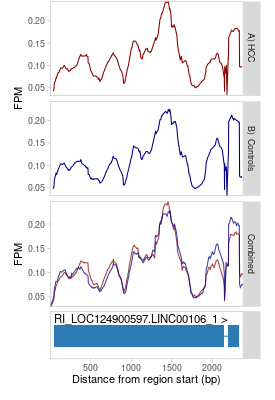 0.20
0.15
0.10
0.05
FPM
A) HCC
0.20
0.15
0.10
0.05
B) Controls
0.20
0.15
0.10
0.05
FPM
Combined
RI_LOC124900597.LINC00106_1 >
500 1000 1500 2000
Distance from region start (bp)